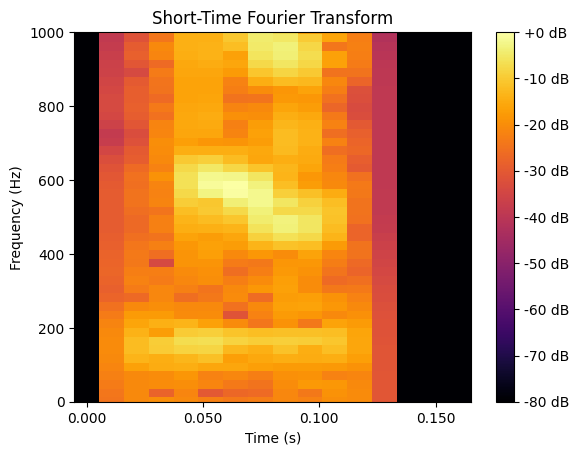 Short-Time Fourier Transform
1000
800
600
400
200
0
Frequency (Hz)
0.000
0.050
0.100
0.150
Time (s)
+0 dB
-10 dB
-20 dB
-30 dB
-40 dB
-50 dB
-60 dB
-70 dB
-80 dB